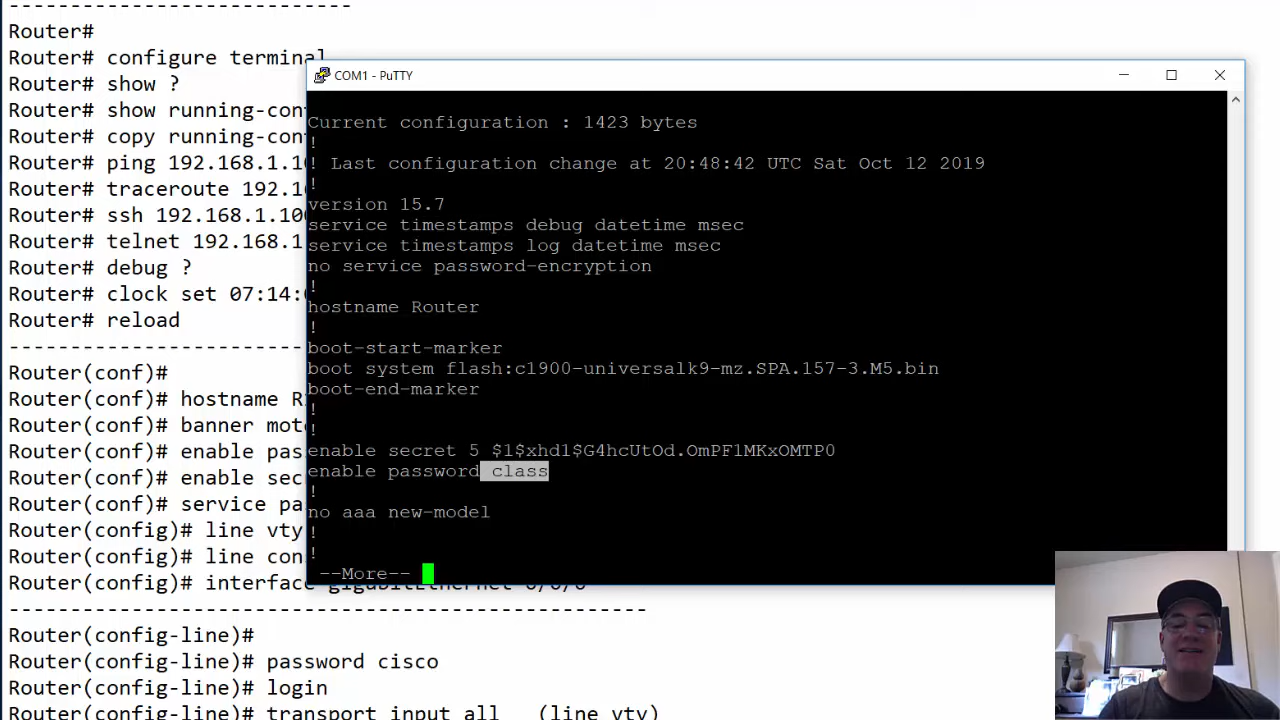 Router#
Router# configure terminal
Router# show ?
Router# show running-con
Router# copy running-con
Router# ping 192.168.1.10
Router# traceroute 192.1
Router# ssh 192.168.1.100
Router# telnet 192.168.1.
Router# debug ?
Router# clock set 07:14:0
Router# reload
Router(conf)#
Router(conf)# hostname R
Router(conf)# banner mot
Router(conf)# enable pas
Router(conf)# enable sec
Router(conf)# service pa
Router(config)# line vty
Router(config)# line con
Router(config)# interface gigabitEthernet 0/0/0
Router(config-line)#
Router(config-line)# password cisco
Router(config-line)# login
Router(config-line)# transport input all (line vty)
COM1 - PuTTY
Current configuration : 1423 bytes
!
! Last configuration change at 20:48:42 UTC Sat Oct 12 2019
!
version 15.7
service timestamps debug datetime msec
service timestamps log datetime msec
no service password-encryption
!
hostname Router
!
boot-start-marker
boot system flash:c1900-universalk9-mz.SPA.157-3.M5.bin
boot-end-marker
!
!
enable secret 5 $1$xhd1$G4hcUtOd.OmPF1MKxOMTP0
enable password class
!
no aaa new-model
!
!
--More--